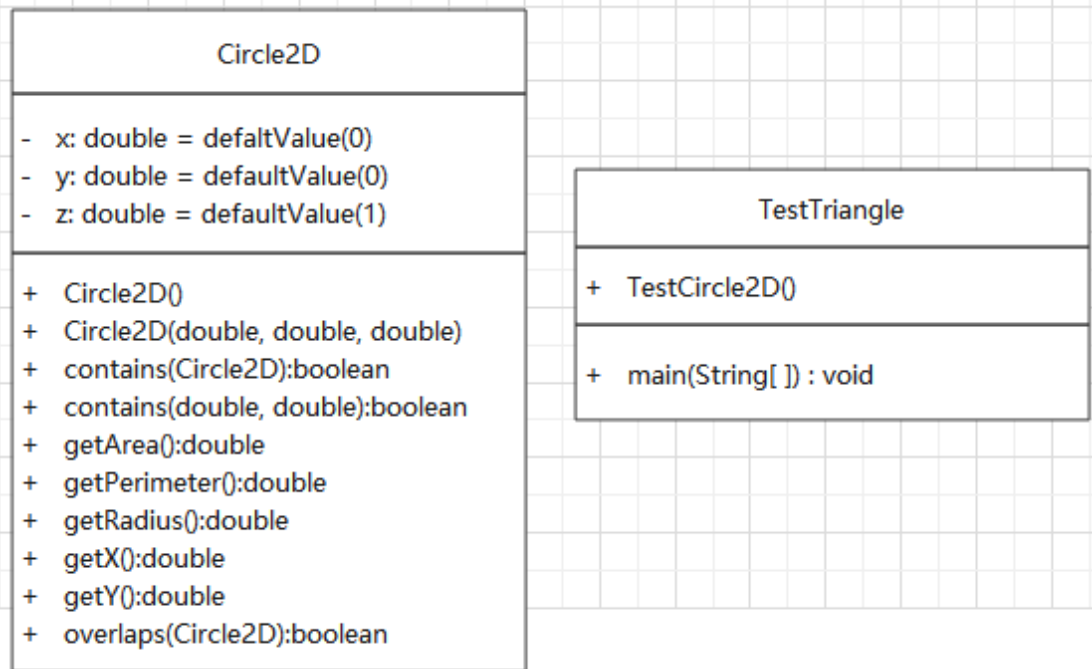 Circle2D
- x: double = defaltValue(0)
- y: double = defaultValue(0)
- z: double = defaultValue(1)
+ Circle2D()
+ Circle2D(double, double, double)
+ contains(Circle2D):boolean
+ contains(double, double):boolean
+ getArea():double
+ getPerimeter():double
+ getRadius():double
+ getX():double
+ getY():double
+ overlaps(Circle2D):boolean
TestTriangle
+ TestCircle2D()
+ main(String[ ]) : void